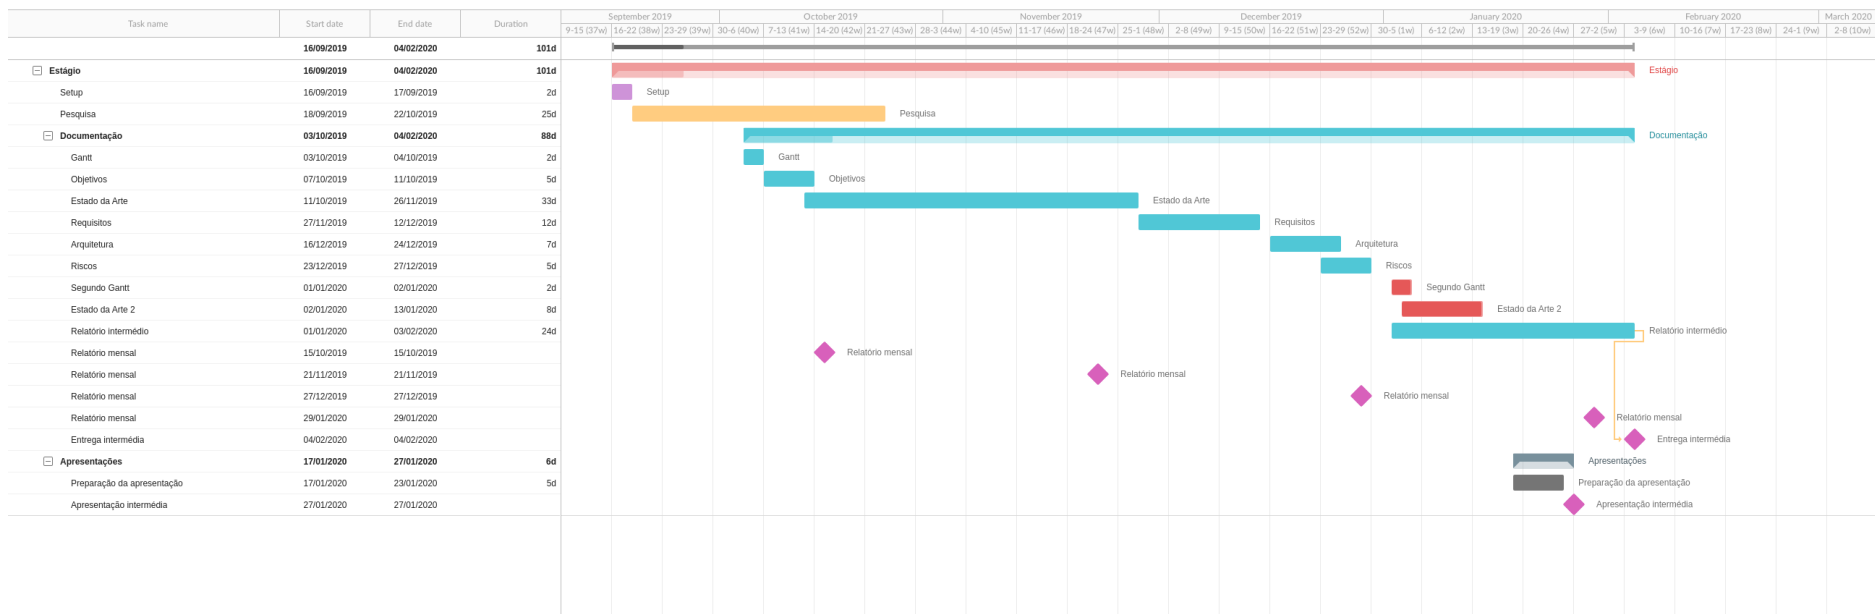 Task name Start date End date Duration September 2019 October 2019 November 2019 December 2019 January 2020 February 2020 March 2020
9-15 (37w) 16-22 (38w) 23-29 (39w) 30-6 (40w) 7-13 (41w) 14-20 (42w) 21-27 (43w) 28-3 (44w) 4-10 (45w) 11-17 (46w) 18-24 (47w) 25-1 (48w) 2-8 (49w) 9-15 (50w) 16-22 (51w) 23-29 (52w) 30-5 (1w) 6-12 (2w) 13-19 (3w) 20-26 (4w) 27-2 (5w) 3-9 (6w) 10-16 (7w) 17-23 (8w) 24-1 (9w) 2-8 (10w)
16/09/2019 04/02/2020 101d
Estágio 16/09/2019 04/02/2020 101d Estágio
Setup 16/09/2019 17/09/2019 2d Setup
Pesquisa 18/09/2019 22/10/2019 25d Pesquisa
Documentação 03/10/2019 04/02/2020 88d Documentação
Gantt 03/10/2019 04/10/2019 2d Gantt
Objetivos 07/10/2019 11/10/2019 5d Objetivos
Estado da Arte 11/10/2019 26/11/2019 33d Estado da Arte
Requisitos 27/11/2019 12/12/2019 12d Requisitos
Arquitetura 16/12/2019 24/12/2019 7d Arquitetura
Riscos 23/12/2019 27/12/2019 5d Riscos
Segundo Gantt 01/01/2020 02/01/2020 2d Segundo Gantt
Estado da Arte 2 02/01/2020 13/01/2020 8d Estado da Arte 2
Relatório intermédio 01/01/2020 03/02/2020 24d Relatório intermédio
Relatório mensal 15/10/2019 15/10/2019 Relatório mensal
Relatório mensal 21/11/2019 21/11/2019 Relatório mensal
Relatório mensal 27/12/2019 27/12/2019 Relatório mensal
Relatório mensal 29/01/2020 29/01/2020 Relatório mensal
Entrega intermédia 04/02/2020 04/02/2020 Entrega intermédia
Apresentações 17/01/2020 27/01/2020 6d Apresentações
Preparação da apresentação 17/01/2020 23/01/2020 5d Preparação da apresentação
Apresentação intermédia 27/01/2020 27/01/2020 Apresentação intermédia